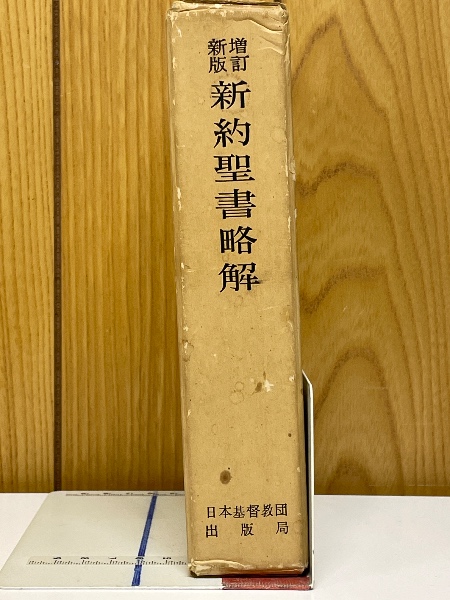 増訂
新版
新約聖書略解
日本基督教団
出版局